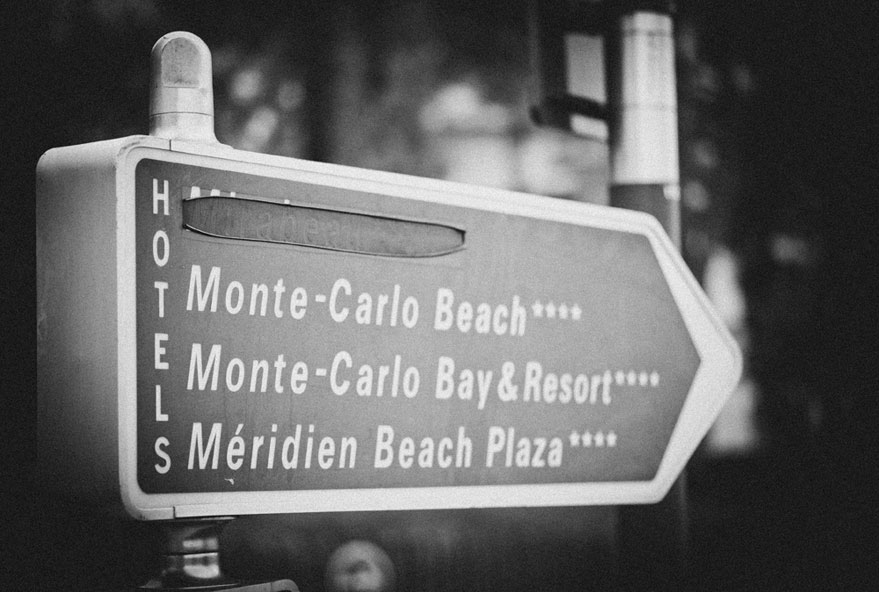 HOTELS
Monte-Carlo Beach****
Monte-Carlo Bay&Resort****
Méridien Beach Plaza****